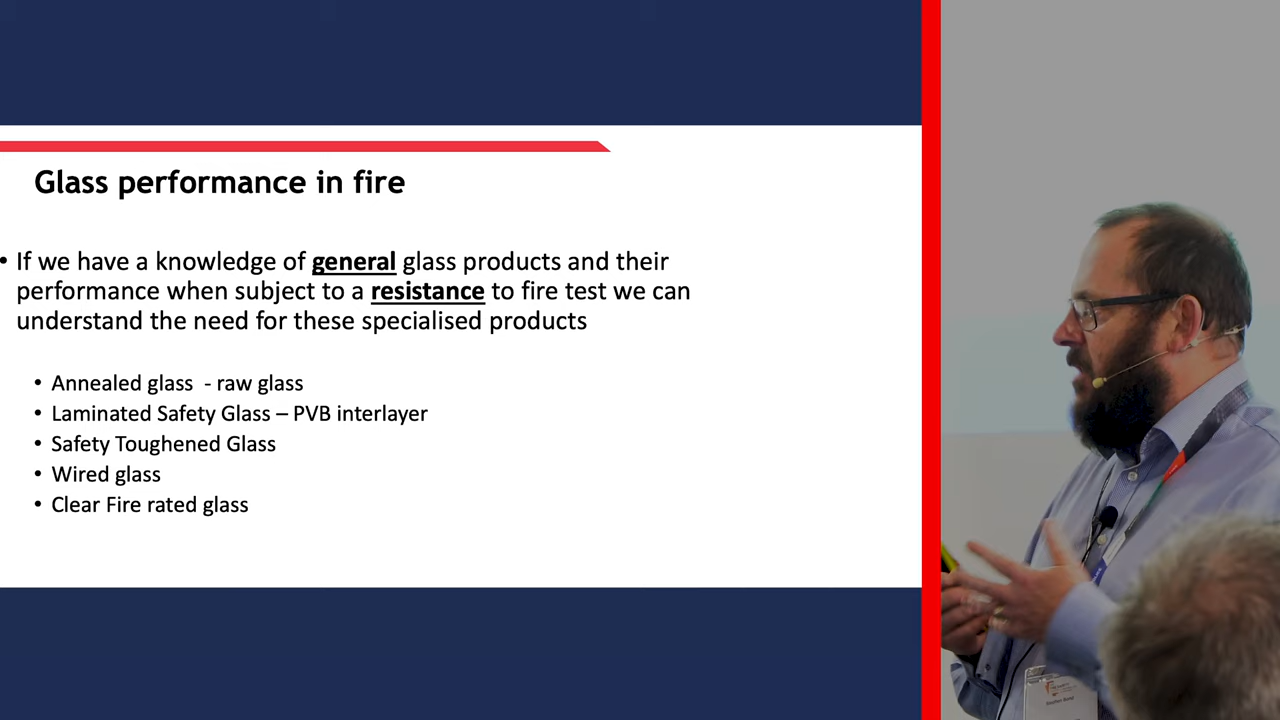 Glass performance in fire
• If we have a knowledge of general glass products and their
performance when subject to a resistance to fire test we can
understand the need for these specialised products
• Annealed glass - raw glass
• Laminated Safety Glass – PVB interlayer
• Safety Toughened Glass
• Wired glass
• Clear Fire rated glass